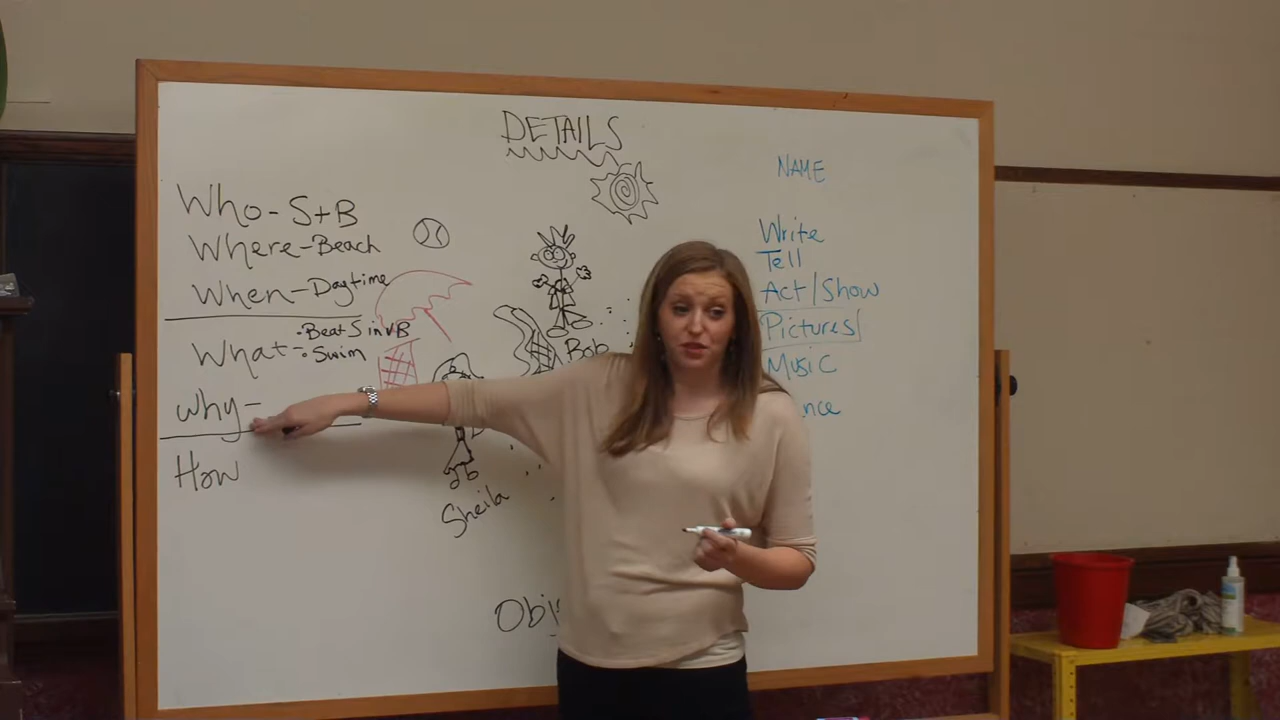 DETAILS
Who - S+B
Where - Beach
When - Daytime
What - • Beat S in VB
• Swim
Why -
How
Bob
Sheila
NAME
Write
Tell
Act/Show
Pictures
Music